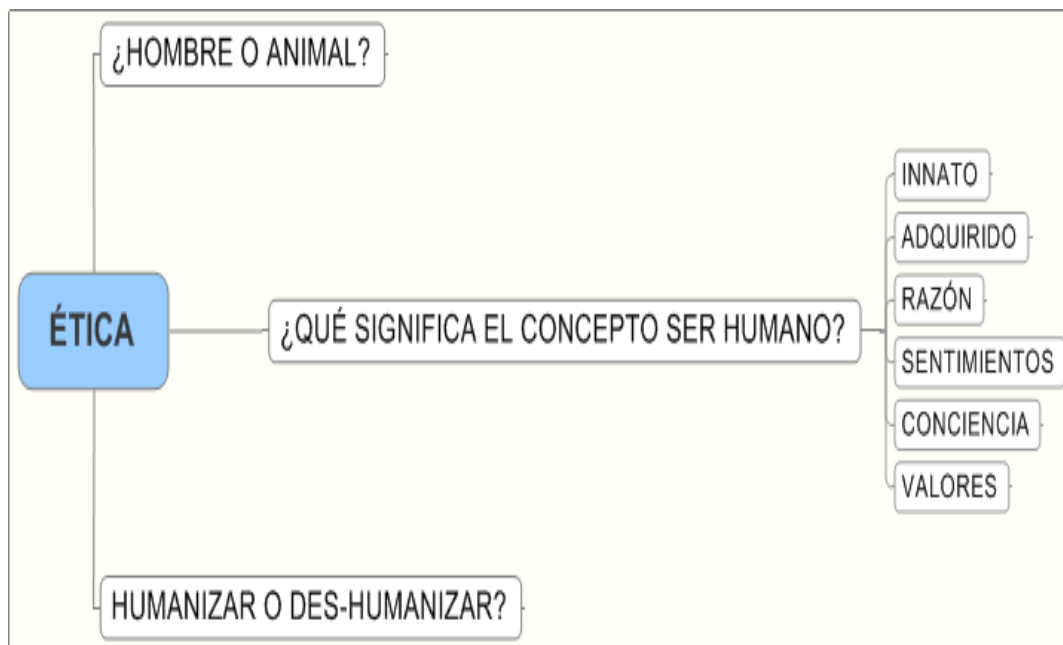 ¿HOMBRE O ANIMAL?
INNATO
ADQUIRIDO
RAZÓN
ÉTICA
¿QUÉ SIGNIFICA EL CONCEPTO SER HUMANO?
SENTIMIENTOS
CONCIENCIA
VALORES
HUMANIZAR O DES-HUMANIZAR?